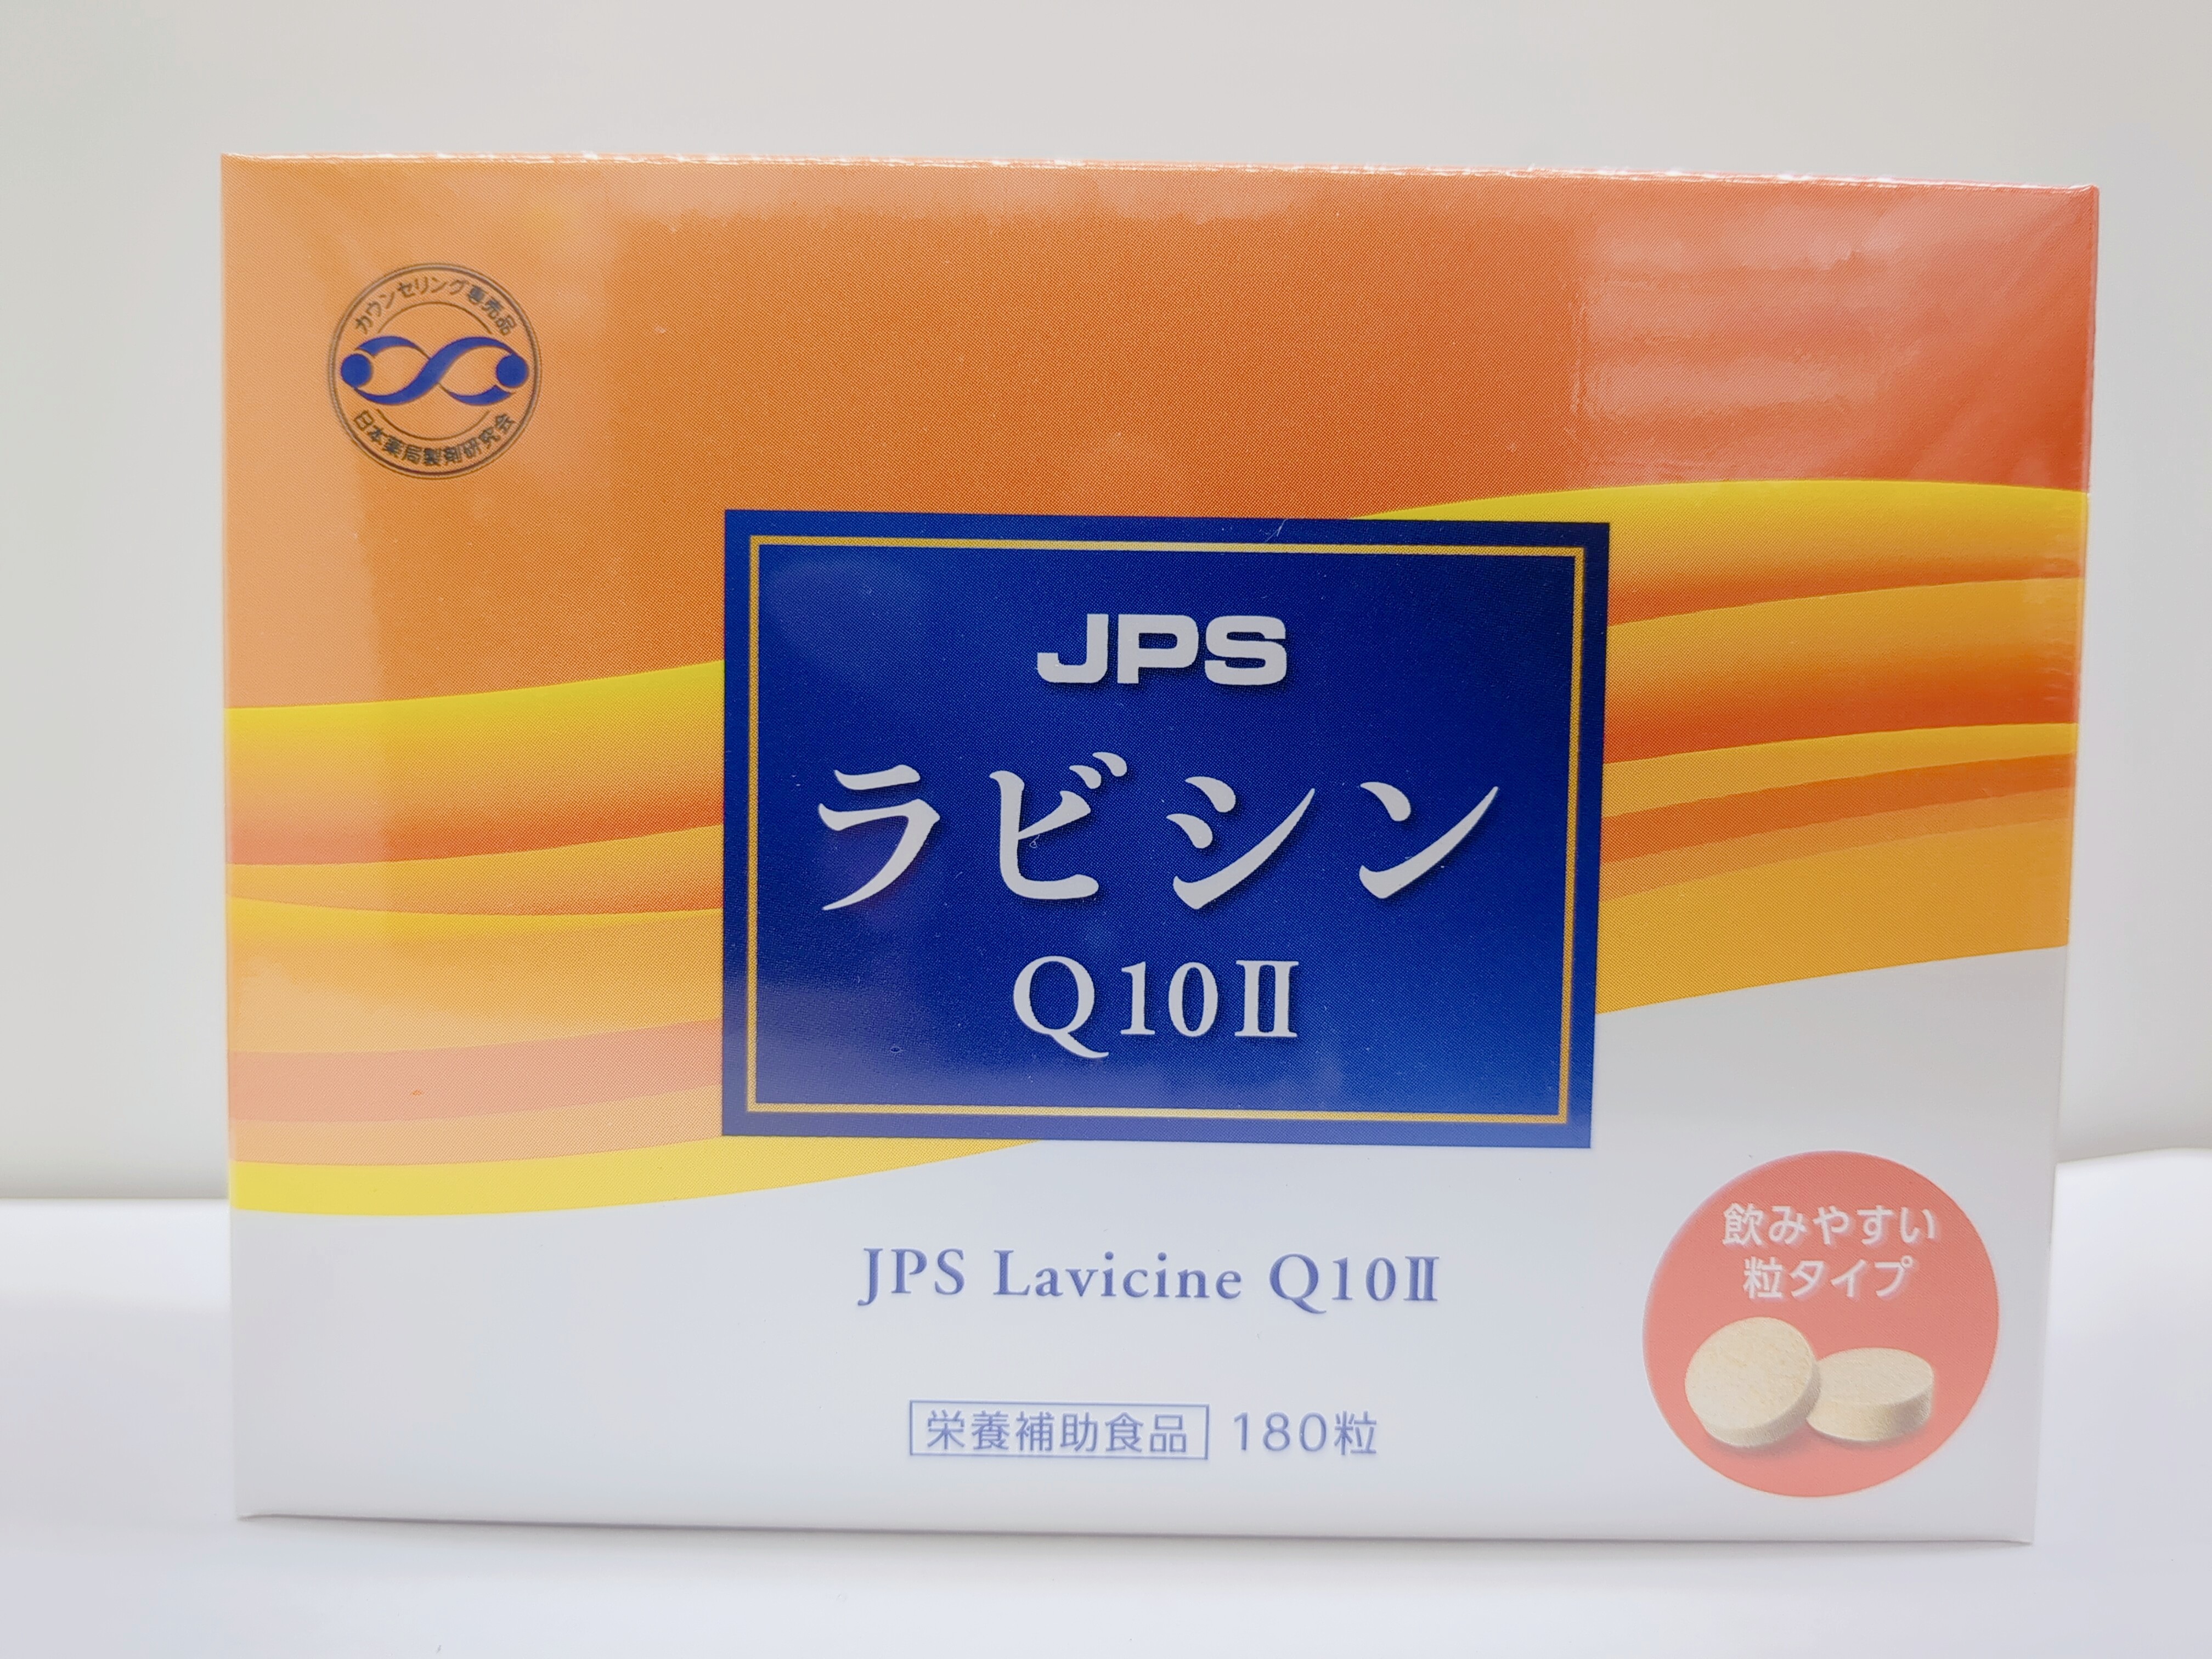 カウンセリング専売品
日本薬局製剤研究会
JPS
ラビシン
Q10Ⅱ
JPS Lavicine Q10Ⅱ
栄養補助食品 180粒
飲みやすい
粒タイプ